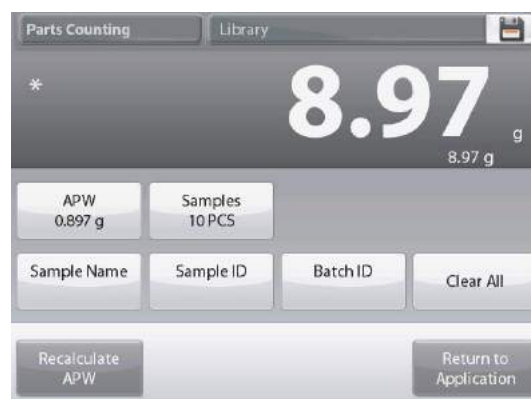 Parts Counting
Library
*
8.97 g
8.97 g
APW
0.897 g
Samples
10 PCS
Sample Name
Sample ID
Batch ID
Clear All
Recalculate
APW
Return to
Application